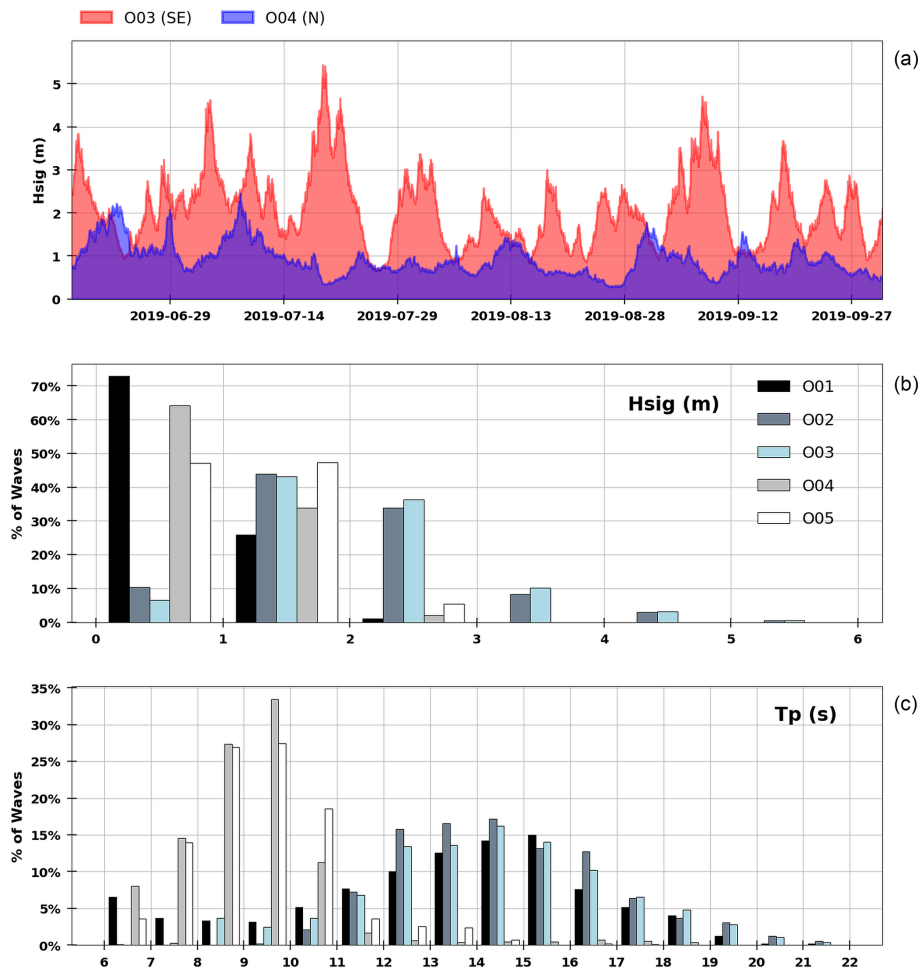 O03 (SE) O04 (N)
(a)
Hsig (m)
5
4
3
2
1
0
2019-06-29 2019-07-14 2019-07-29 2019-08-13 2019-08-28 2019-09-12 2019-09-27
(b)
Hsig (m)
% of Waves
70%
60%
50%
40%
30%
20%
10%
0%
O01
O02
O03
O04
O05
0 1 2 3 4 5 6
(c)
Tp (s)
% of Waves
35%
30%
25%
20%
15%
10%
5%
0%
6 7 8 9 10 11 12 13 14 15 16 17 18 19 20 21 22